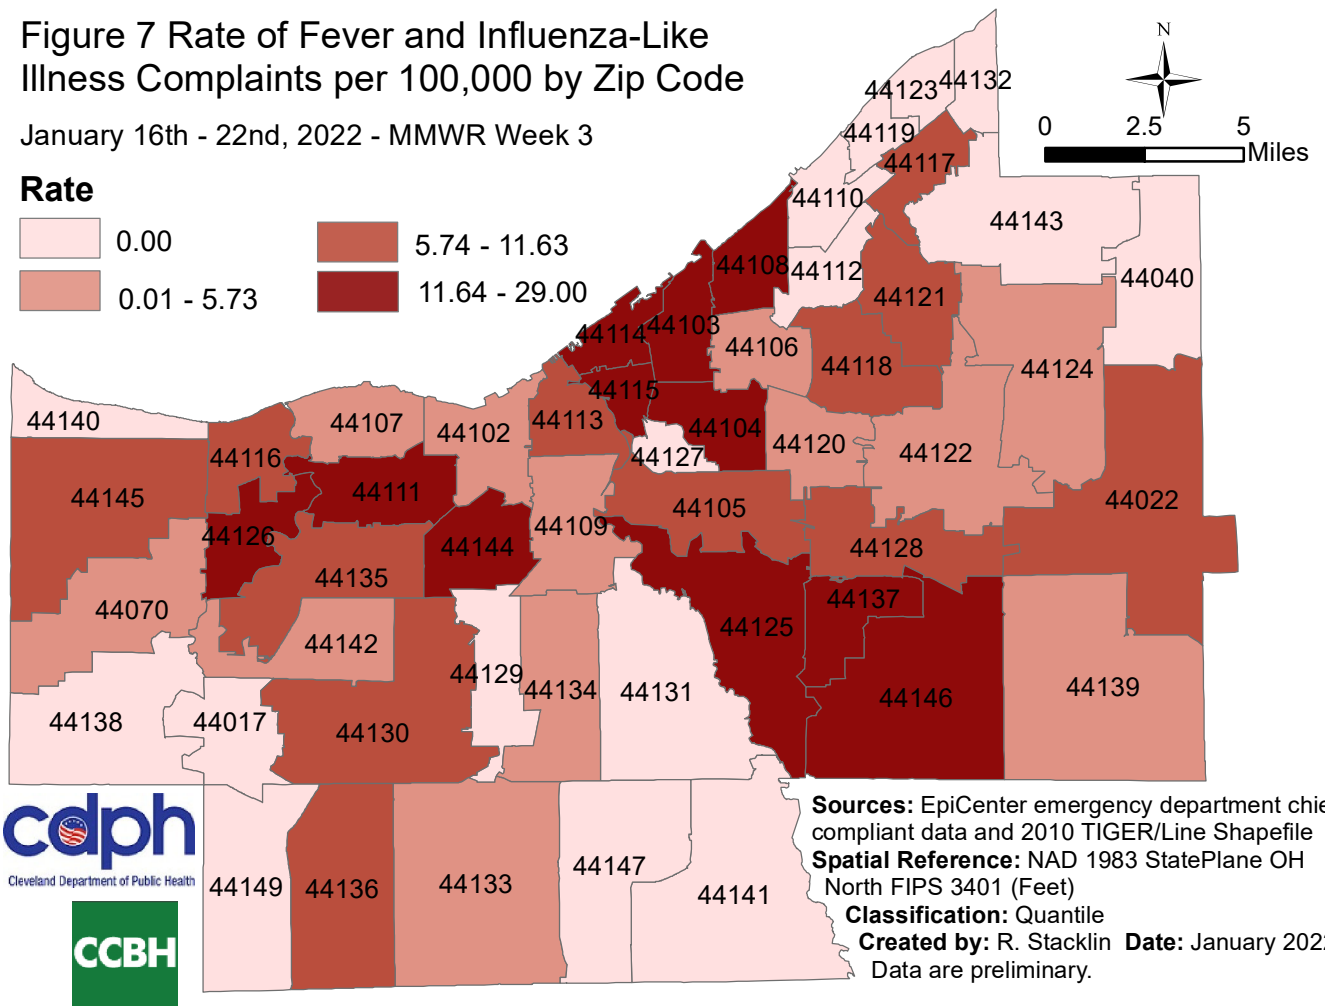 Figure 7 Rate of Fever and Influenza-Like
Illness Complaints per 100,000 by Zip Code
January 16th - 22nd, 2022 - MMWR Week 3
Rate
0.00
0.01 - 5.73
5.74 - 11.63
11.64 - 29.00
N
0 2.5 5
Miles
44123
44132
44119
44117
44110
44143
44108
44112
44040
44121
44114
44103
44106
44118
44124
44115
44140
44107
44102
44113
44104
44120
44122
44116
44127
44145
44111
44105
44022
44126
44144
44109
44128
44135
44070
44137
44125
44142
44129
44134
44131
44146
44139
44138
44017
44130
44149
44136
44133
44147
44141
cdph
Cleveland Department of Public Health
CCBH
Sources: EpiCenter emergency department chie
compliant data and 2010 TIGER/Line Shapefile
Spatial Reference: NAD 1983 StatePlane OH
North FIPS 3401 (Feet)
Classification: Quantile
Created by: R. Stacklin Date: January 2022
Data are preliminary.